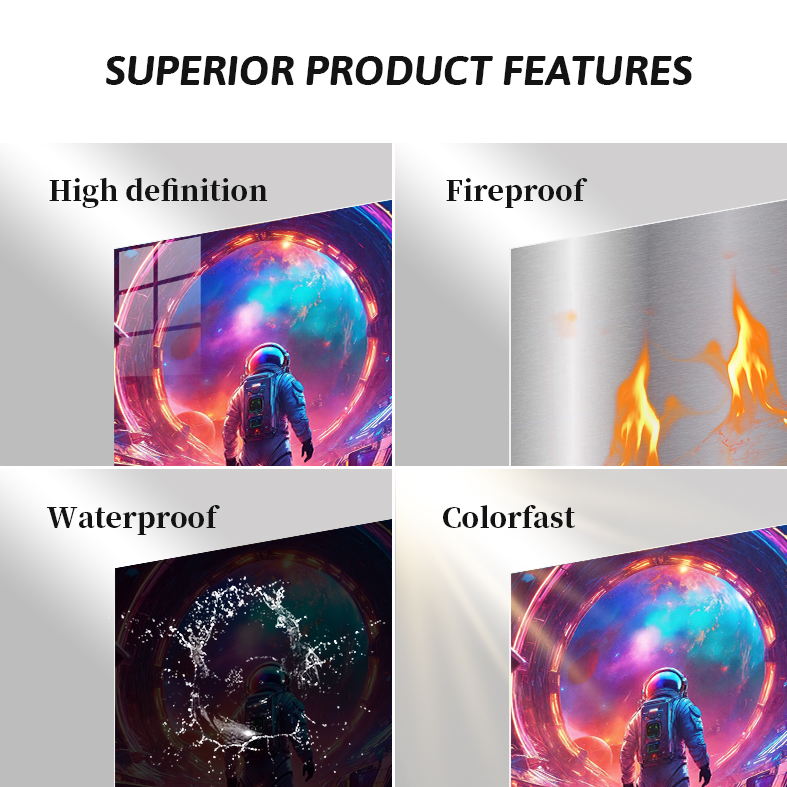 SUPERIOR PRODUCT FEATURES
High definition
Fireproof
Waterproof
Colorfast